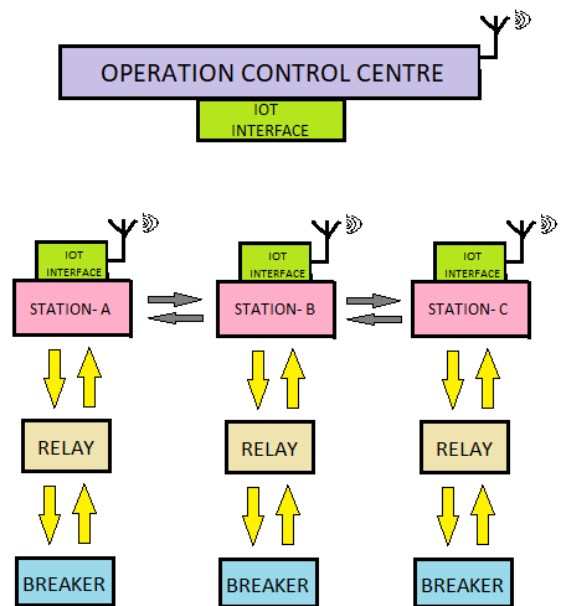 OPERATION CONTROL CENTRE
IOT
INTERFACE
IOT
INTERFACE
IOT
INTERFACE
IOT
INTERFACE
STATION- A
STATION- B
STATION- C
RELAY
RELAY
RELAY
BREAKER
BREAKER
BREAKER